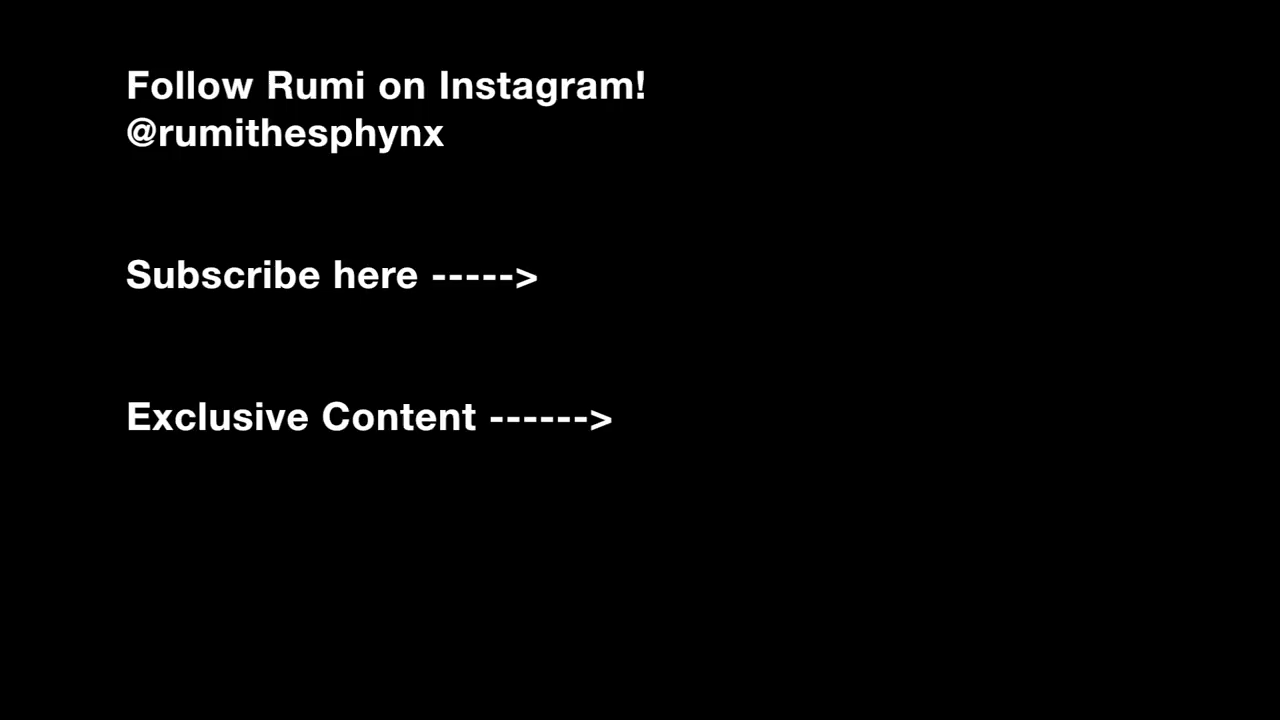 Follow Rumi on Instagram!
@rumithesphynx
Subscribe here ----->
Exclusive Content ------>